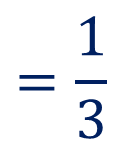 = 1/3